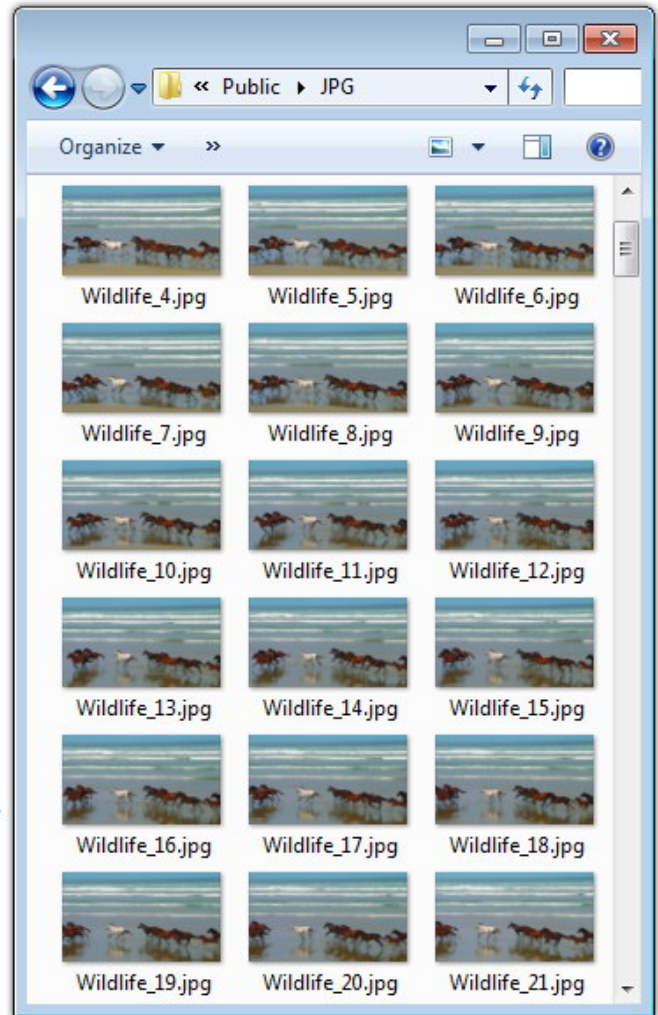 « Public ▸ JPG
Organize »
Wildlife_4.jpg Wildlife_5.jpg Wildlife_6.jpg
Wildlife_7.jpg Wildlife_8.jpg Wildlife_9.jpg
Wildlife_10.jpg Wildlife_11.jpg Wildlife_12.jpg
Wildlife_13.jpg Wildlife_14.jpg Wildlife_15.jpg
Wildlife_16.jpg Wildlife_17.jpg Wildlife_18.jpg
Wildlife_19.jpg Wildlife_20.jpg Wildlife_21.jpg